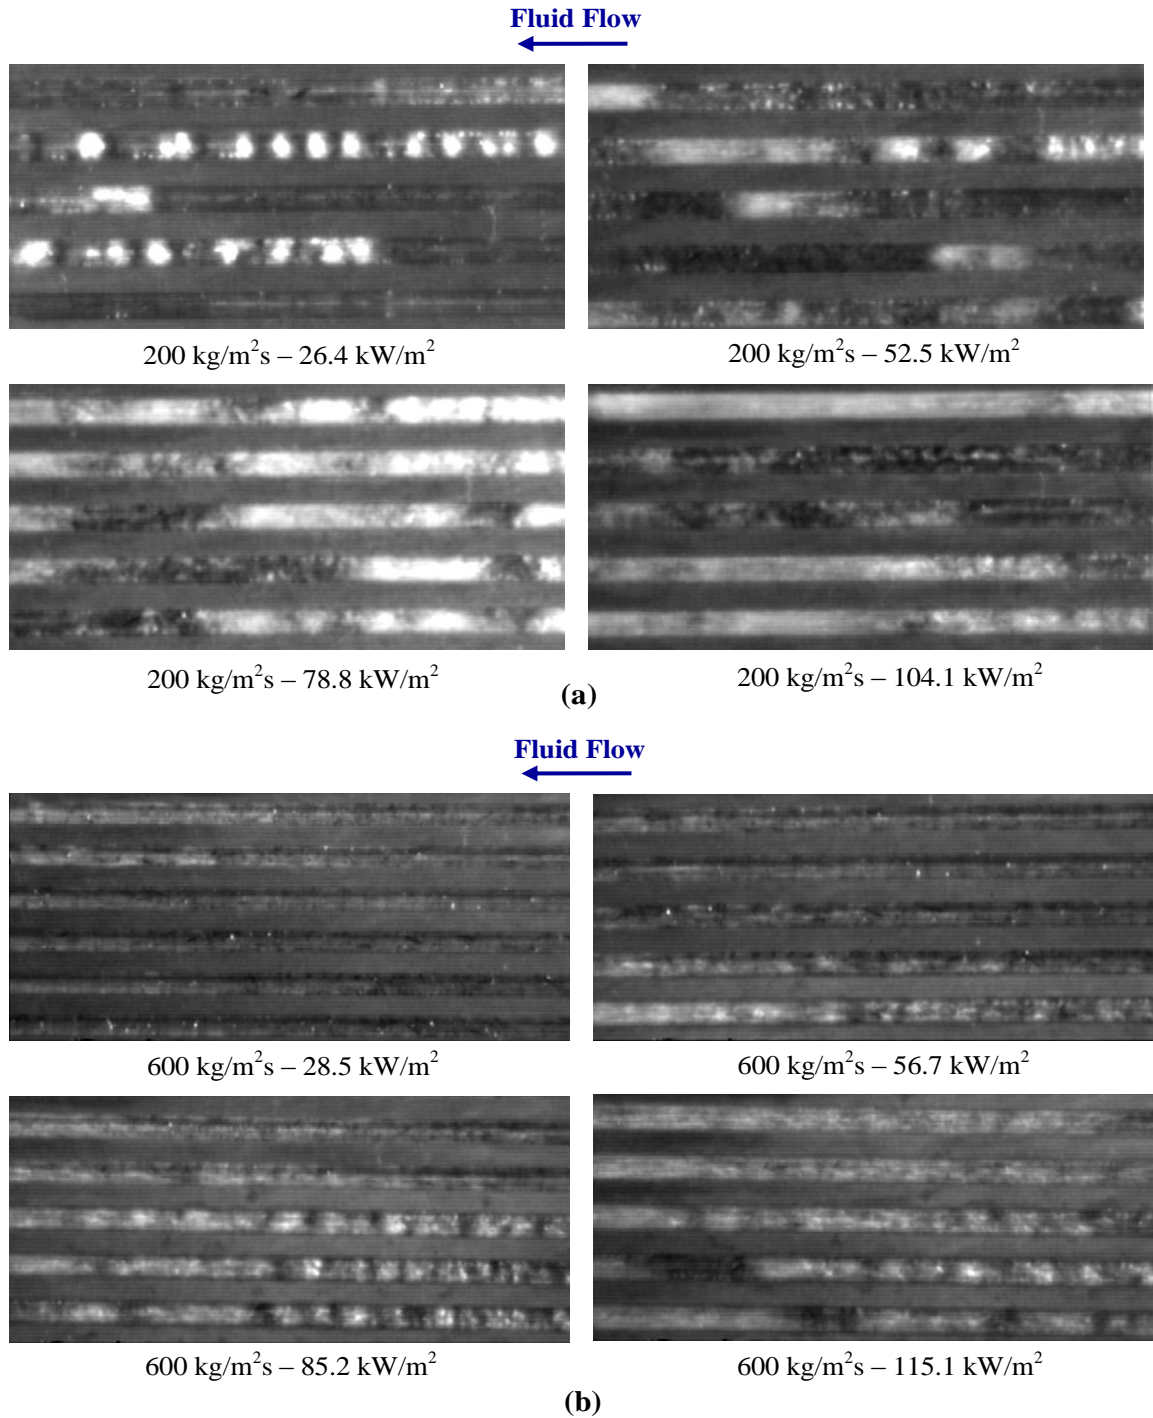 Fluid Flow
200 kg/m²s – 26.4 kW/m²
200 kg/m²s – 52.5 kW/m²
200 kg/m²s – 78.8 kW/m²
200 kg/m²s – 104.1 kW/m²
(a)
Fluid Flow
600 kg/m²s – 28.5 kW/m²
600 kg/m²s – 56.7 kW/m²
600 kg/m²s – 85.2 kW/m²
600 kg/m²s – 115.1 kW/m²
(b)